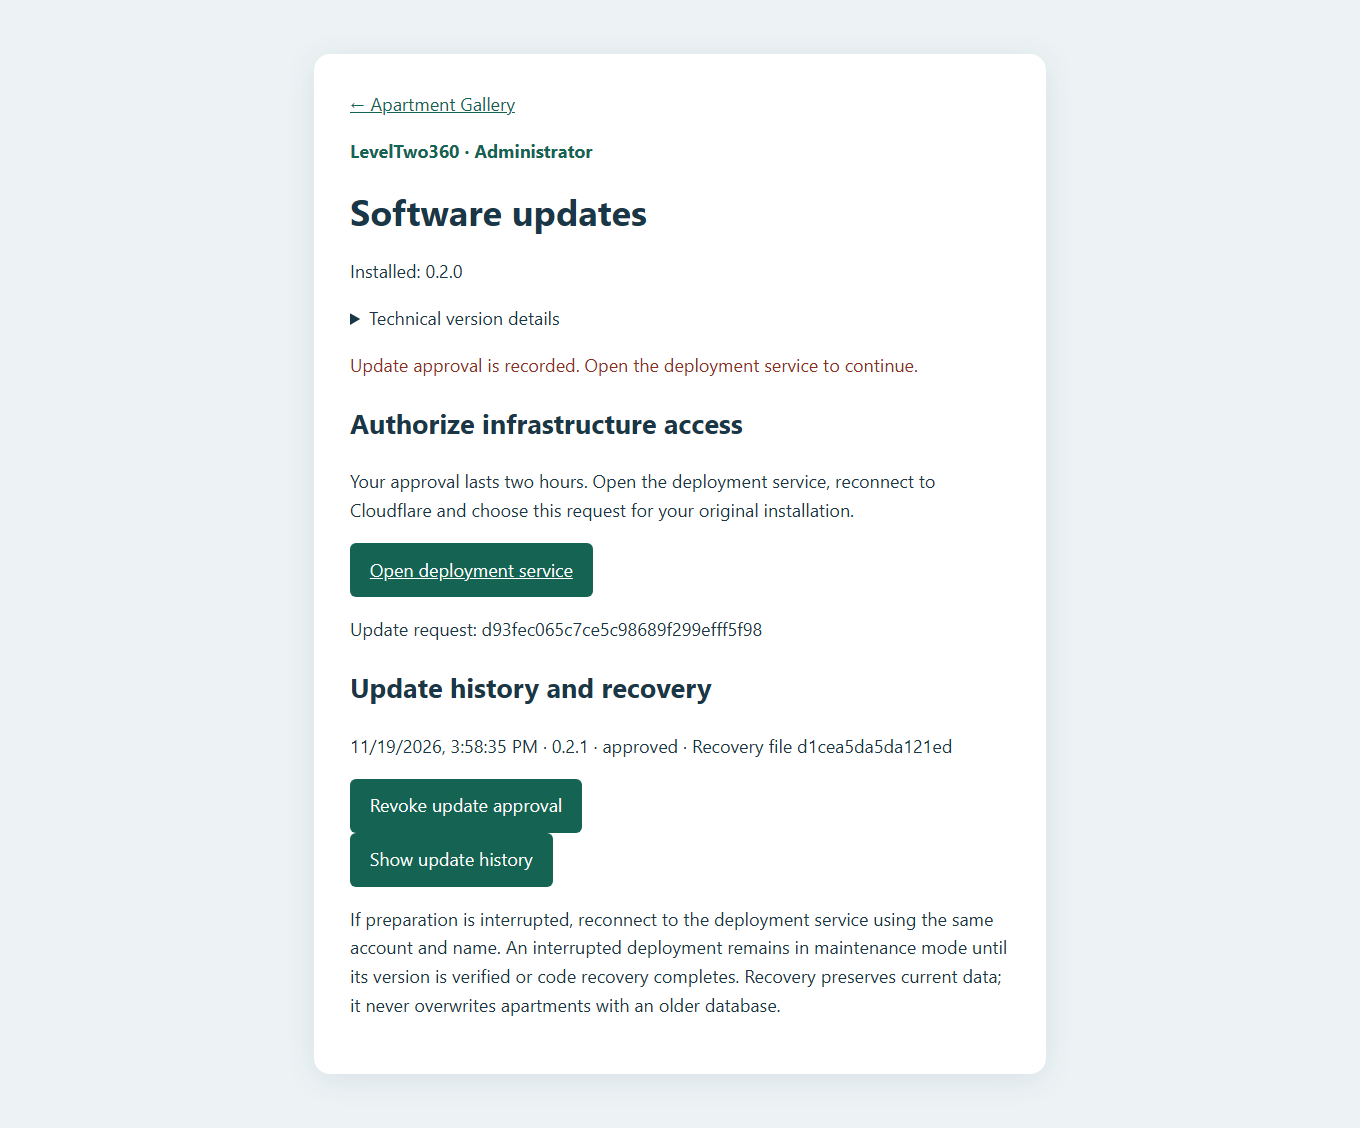 ← Apartment Gallery
LevelTwo360 · Administrator
Software updates
Installed: 0.2.0
▶ Technical version details
Update approval is recorded. Open the deployment service to continue.
Authorize infrastructure access
Your approval lasts two hours. Open the deployment service, reconnect to
Cloudflare and choose this request for your original installation.
Open deployment service
Update request: d93fec065c7ce5c98689f299efff5f98
Update history and recovery
11/19/2026, 3:58:35 PM · 0.2.1 · approved · Recovery file d1cea5da5da121ed
Revoke update approval
Show update history
If preparation is interrupted, reconnect to the deployment service using the same
account and name. An interrupted deployment remains in maintenance mode until
its version is verified or code recovery completes. Recovery preserves current data;
it never overwrites apartments with an older database.